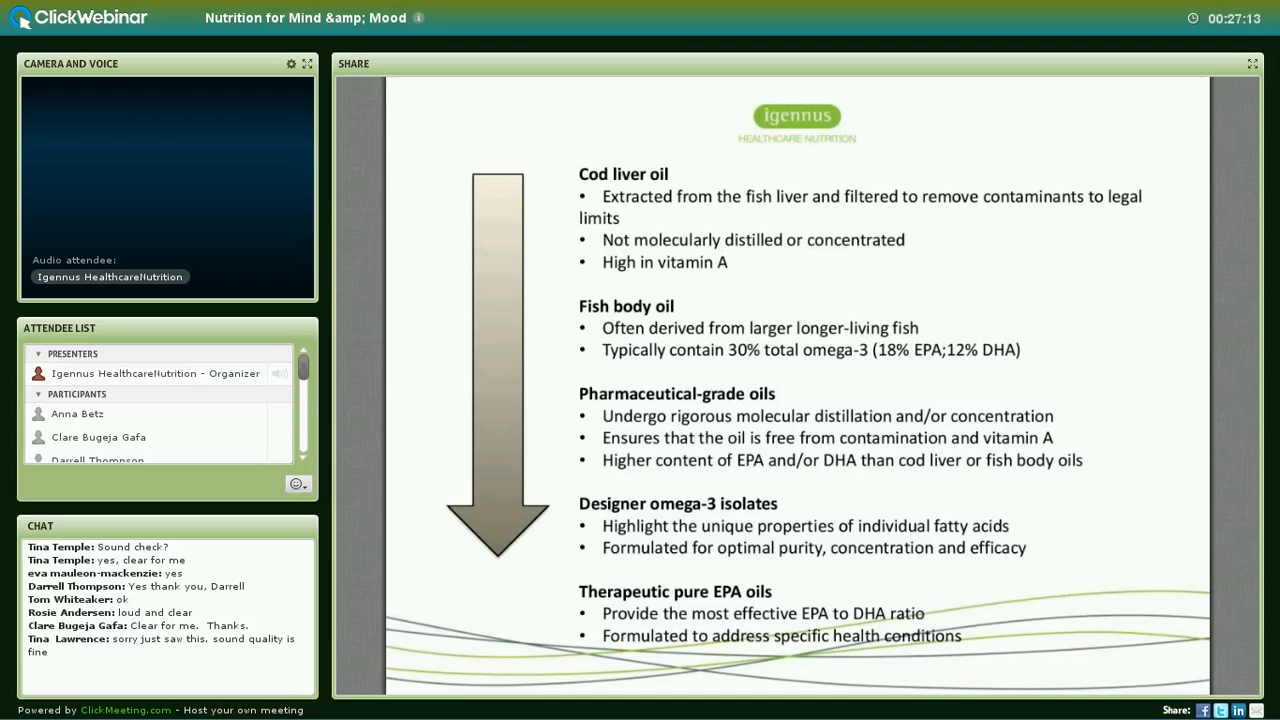 ClickWebinar
Nutrition for Mind &amp; Mood
00:27:13
CAMERA AND VOICE
Audio attendee:
Igennus HealthcareNutrition
ATTENDEE LIST
PRESENTERS
Igennus HealthcareNutrition - Organizer
PARTICIPANTS
Anna Betz
Clare Bugeja Gafa
Darrell Thompson
CHAT
Tina Temple: Sound check?
Tina Temple: yes, clear for me
eva mauleon-mackenzie: yes
Darrell Thompson: Yes thank you, Darrell
Tom Whiteaker: ok
Rosie Andersen: loud and clear
Clare Bugeja Gafa: Clear for me. Thanks.
Tina Lawrence: sorry just saw this. sound quality is
fine
SHARE
igennus
HEALTHCARE NUTRITION
Cod liver oil
• Extracted from the fish liver and filtered to remove contaminants to legal
limits
• Not molecularly distilled or concentrated
• High in vitamin A
Fish body oil
• Often derived from larger longer-living fish
• Typically contain 30% total omega-3 (18% EPA;12% DHA)
Pharmaceutical-grade oils
• Undergo rigorous molecular distillation and/or concentration
• Ensures that the oil is free from contamination and vitamin A
• Higher content of EPA and/or DHA than cod liver or fish body oils
Designer omega-3 isolates
• Highlight the unique properties of individual fatty acids
• Formulated for optimal purity, concentration and efficacy
Therapeutic pure EPA oils
• Provide the most effective EPA to DHA ratio
• Formulated to address specific health conditions
Powered by ClickMeeting.com - Host your own meeting
Share: